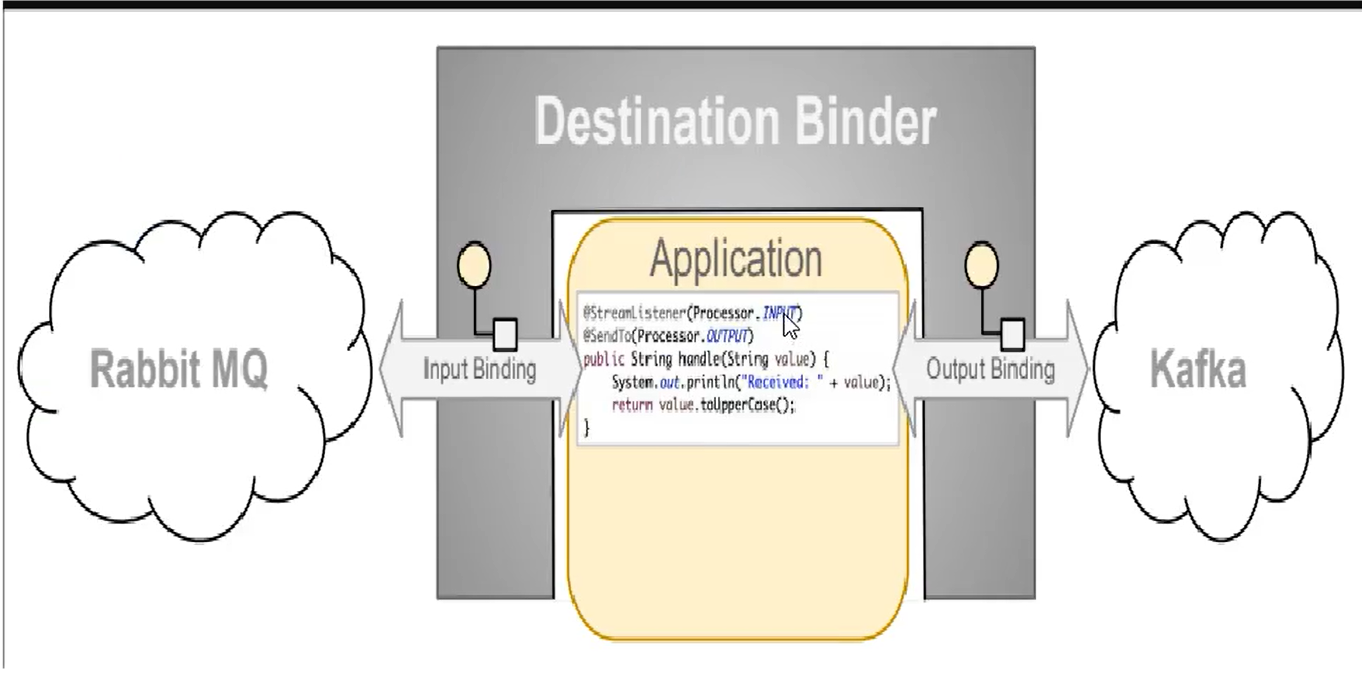 Destination Binder
Application
@StreamListener(Processor.INPUT)
@SendTo(Processor.OUTPUT)
public String handle(String value) {
System.out.println("Received: " + value);
return value.toUpperCase();
}
Rabbit MQ
Input Binding
Output Binding
Kafka